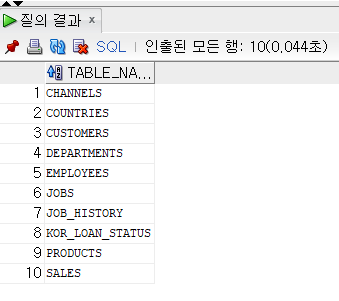 질의 결과 x
SQL | 인출된 모든 행: 10(0,044초)
TABLE_NA...
1 CHANNELS
2 COUNTRIES
3 CUSTOMERS
4 DEPARTMENTS
5 EMPLOYEES
6 JOBS
7 JOB_HISTORY
8 KOR_LOAN_STATUS
9 PRODUCTS
10 SALES